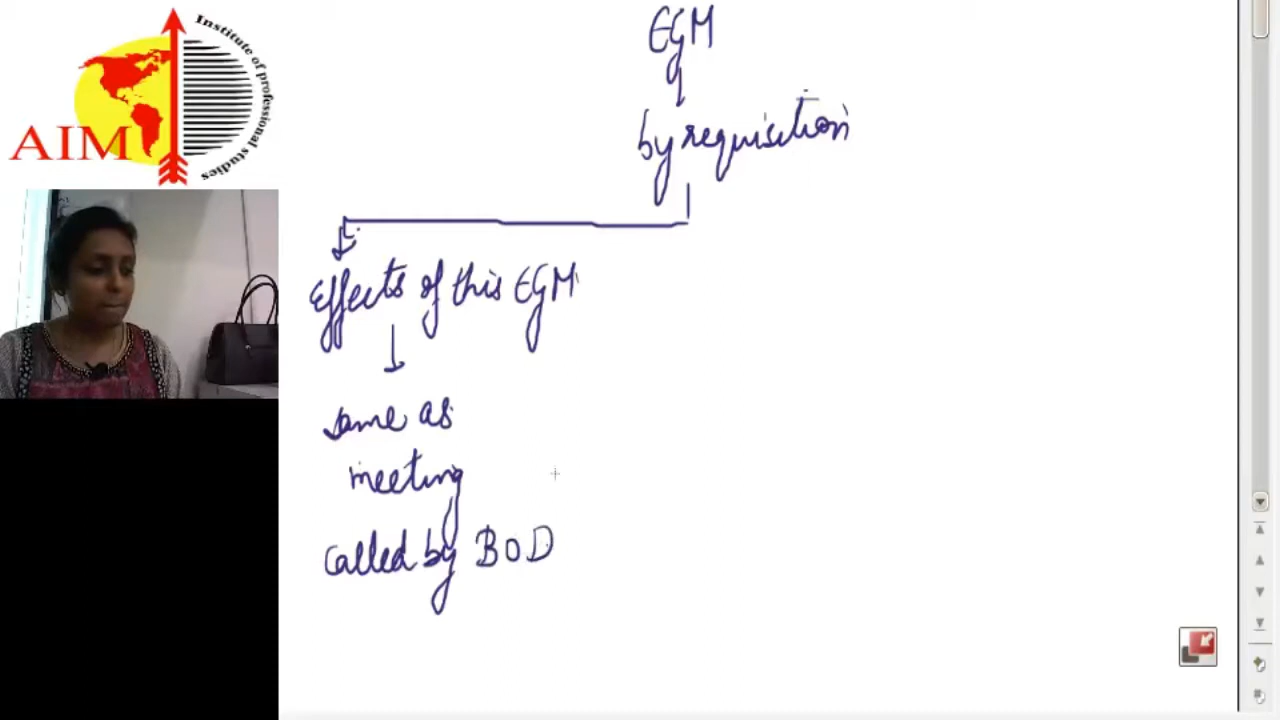 Institute of professional studies
AIM
EGM
by requisition
Effects of this EGM
same as
meeting
called by BOD